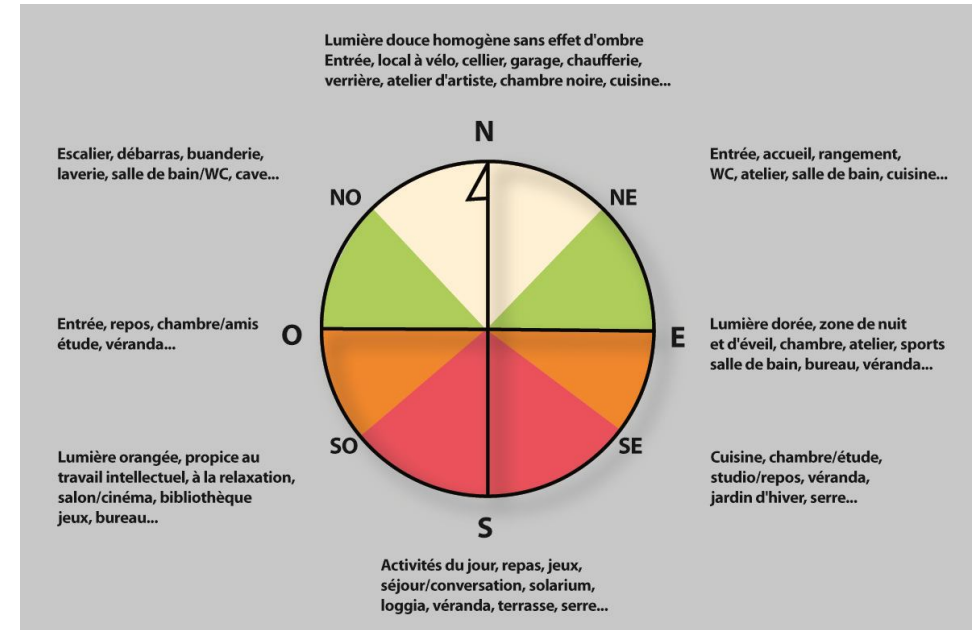 Lumière douce homogène sans effet d'ombre
Entrée, local à vélo, cellier, garage, chaufferie,
verrière, atelier d'artiste, chambre noire, cuisine...
N
Escalier, débarras, buanderie,
laverie, salle de bain/WC, cave...
Entrée, accueil, rangement,
WC, atelier, salle de bain, cuisine...
NO
NE
Entrée, repos, chambre/amis
étude, véranda...
O
E
Lumière dorée, zone de nuit
et d'éveil, chambre, atelier, sports
salle de bain, bureau, véranda...
SO
SE
Lumière orangée, propice au
travail intellectuel, à la relaxation,
salon/cinéma, bibliothèque
jeux, bureau...
Cuisine, chambre/étude,
studio/repos, véranda,
jardin d'hiver, serre...
S
Activités du jour, repas, jeux,
séjour/conversation, solarium,
loggia, véranda, terrasse, serre...